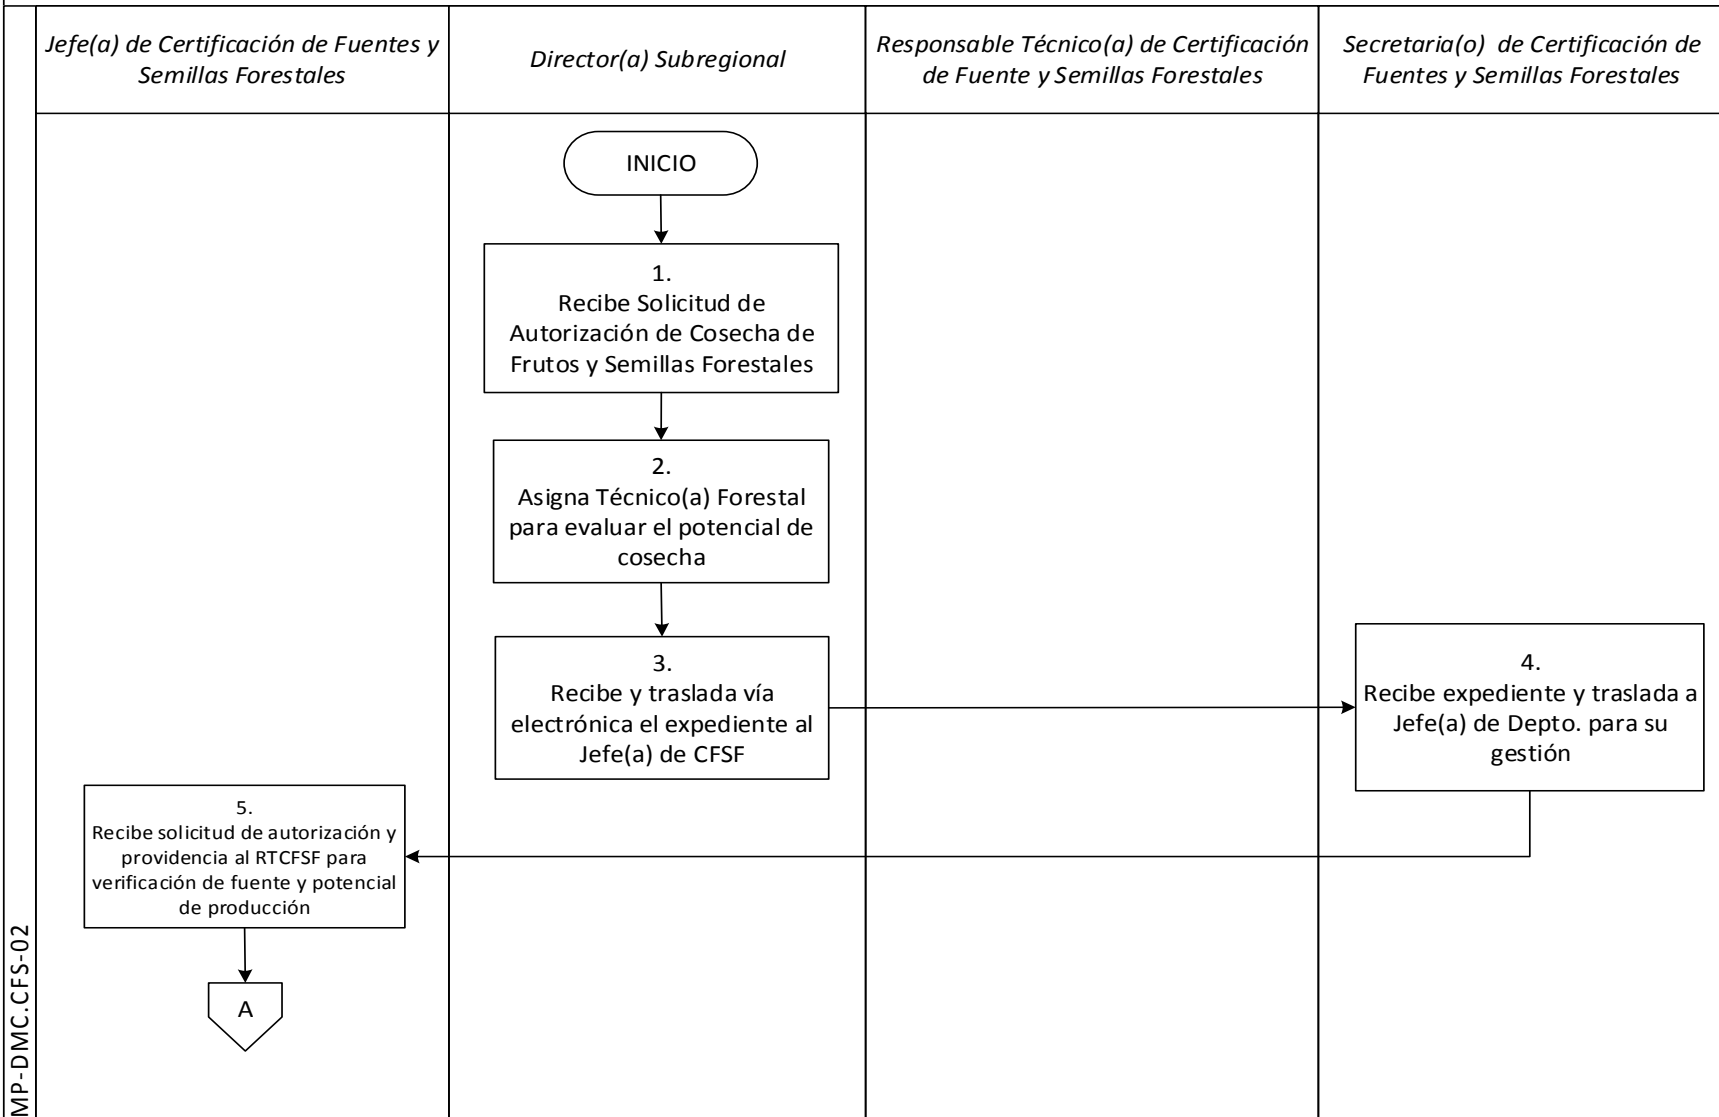 Jefe(a) de Certificación de Fuentes y
Semillas Forestales
Director(a) Subregional
Responsable Técnico(a) de Certificación
de Fuente y Semillas Forestales
Secretaria(o) de Certificación de
Fuentes y Semillas Forestales
INICIO
1.
Recibe Solicitud de
Autorización de Cosecha de
Frutos y Semillas Forestales
2.
Asigna Técnico(a) Forestal
para evaluar el potencial de
cosecha
3.
Recibe y traslada vía
electrónica el expediente al
Jefe(a) de CFSF
4.
Recibe expediente y traslada a
Jefe(a) de Depto. para su
gestión
5.
Recibe solicitud de autorización y
providencia al RTCFSF para
verificación de fuente y potencial
de producción
A
MP-DMC.CFS-02